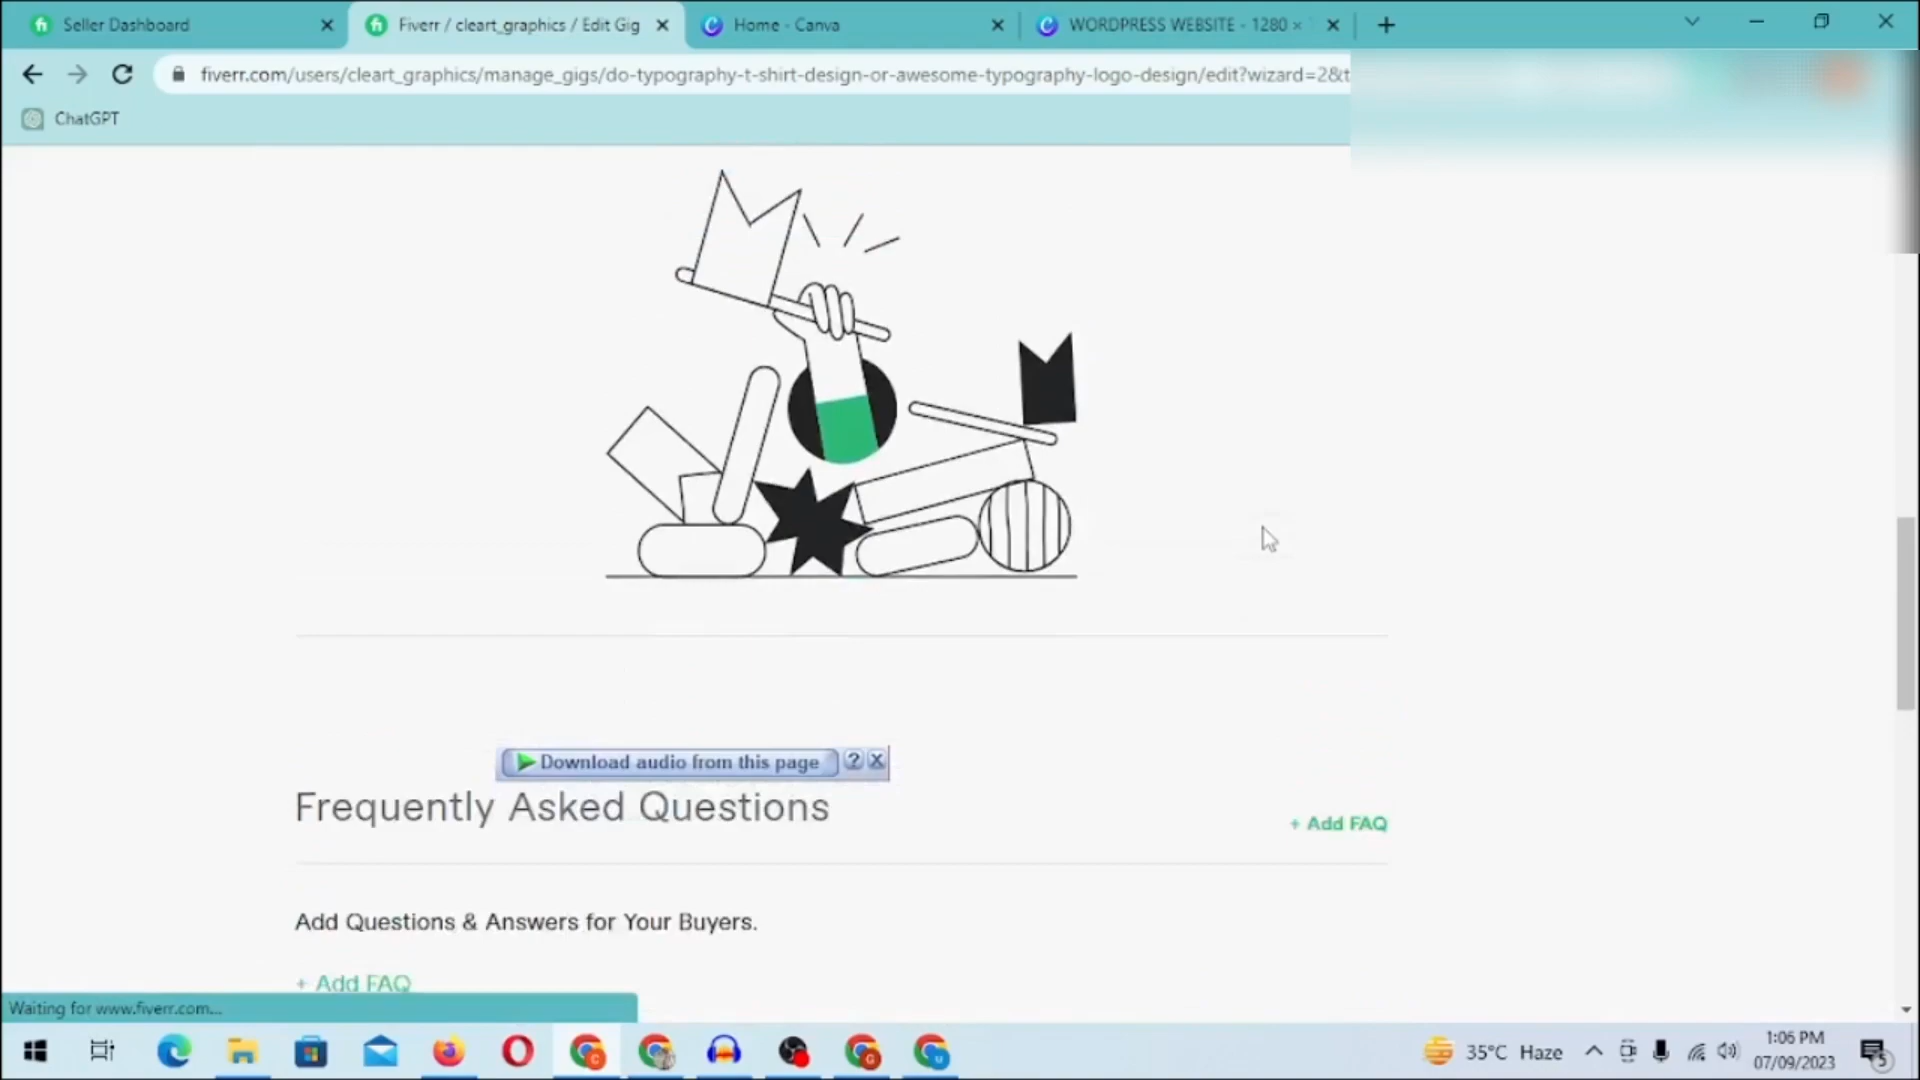 Seller Dashboard
Fiverr / cleart_graphics / Edit Gig
Home - Canva
WORDPRESS WEBSITE - 1280 ×
fiverr.com/users/cleart_graphics/manage_gigs/do-typography-t-shirt-design-or-awesome-typography-logo-design/edit?wizard=2&t
ChatGPT
Download audio from this page
Frequently Asked Questions
+ Add FAQ
Add Questions & Answers for Your Buyers.
+ Add FAQ
Waiting for www.fiverr.com...
35°C Haze
1:06 PM
07/09/2023
5